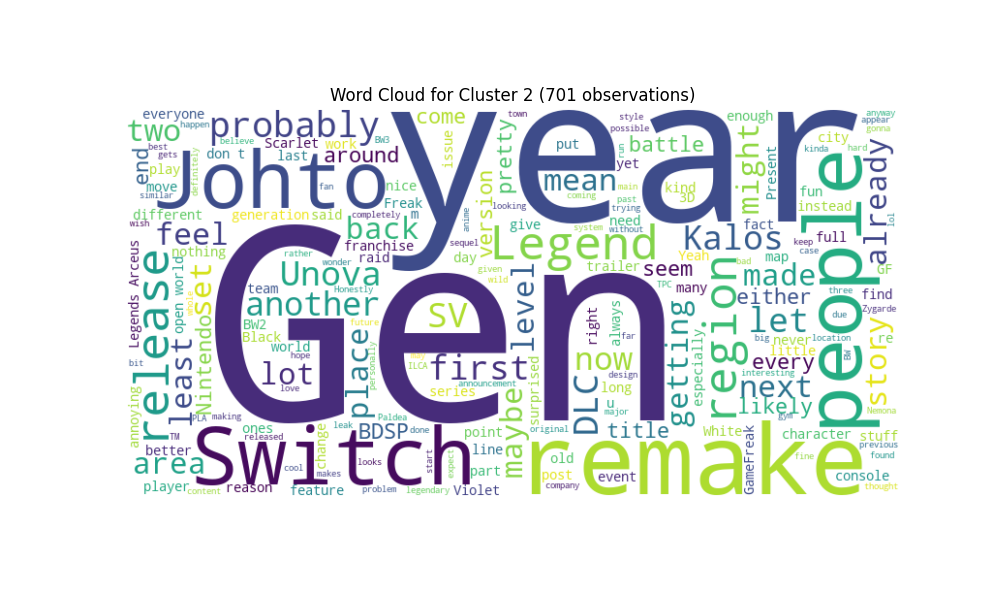 Word Cloud for Cluster 2 (701 observations)
everyone
happen
two
probably
year
come
town
style
possible
enough
anyway
appear
gonna
best
gets
believe
BW3
definitely
don t
Scarlet
last
work
around
issue
pretty
put
run
yet
battle
might
Present
city
kinda
hard
end
play
move
similar
Johto
fan
nice
mean
kind
3D
main
past
trying
coming
looking
fun
instead
people
already
lol
wish
different
generation
said
completely
Freak
m
anime
version
give
need
without
fact
keep
case
full
feel
back
Legend
Kalos
nothing
franchise
sequel
day
system
Yeah
bad
map
GF
Legends Arceus
release
open world
set
rather
wonder
raid
given
wild
trailer
seem
TPC
many
region
made
three
find
Zygarde
Unova
team
Honestly
another
Gen
SV
level
right
always
far
either
due
re
whole
Nintendo
BW2
Black
future
personally
world
hope
buy
ILCA
first
now
getting
especially
let
never
big
location
BW
little
story
bit
least
lot
love
place
announcement
surprised
DLC
design
long
every
interesting
annoying
PLA
making
series
u
major
next
likely
gym
Nemona
TM
ones
released
Switch
change
leak
Paldea
BDSP
done
point
line
maybe
original
title
White
character
stuff
previous
better
area
cool
makes
looks
start
expect
part
old
remake
GameFreak
fine
found
player
content
reason
feature
problem
legendary
Violet
post
company
event
console
thought